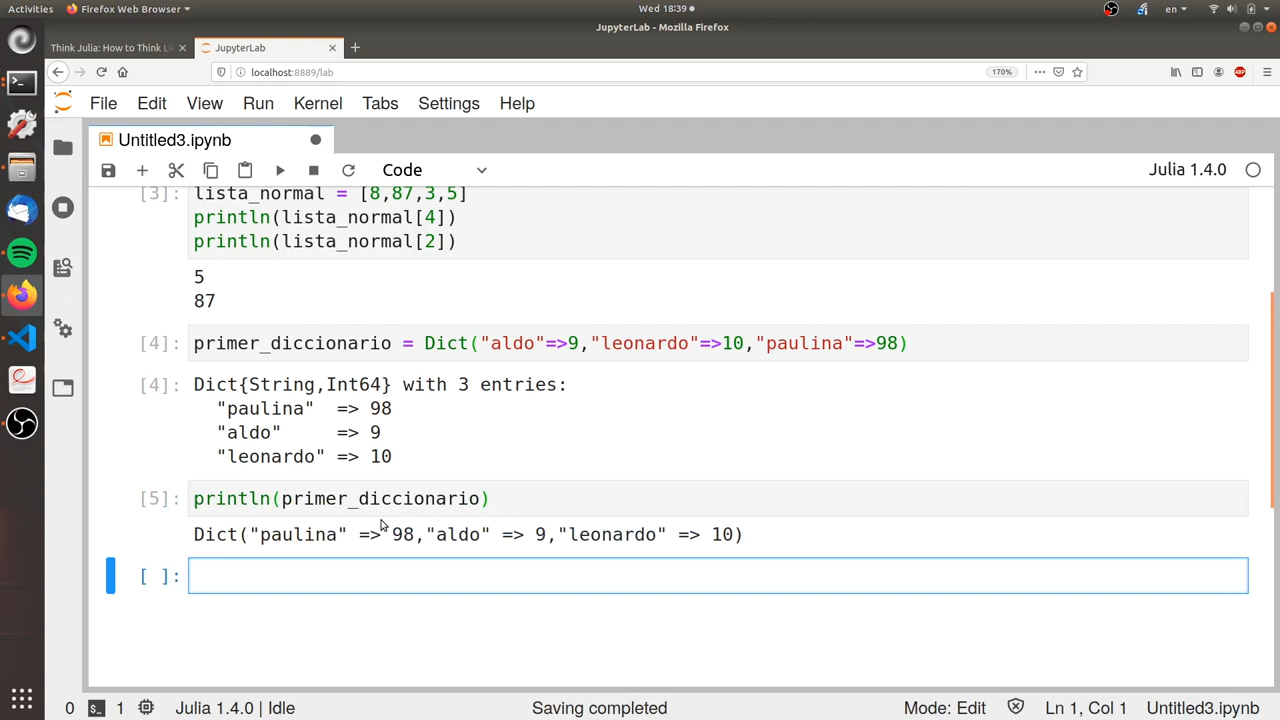 Activities Firefox Web Browser Wed 18:39 en
JupyterLab - Mozilla Firefox
Think Julia: How to Think Li × JupyterLab × +
localhost:8889/lab 170% ABP
File Edit View Run Kernel Tabs Settings Help
Untitled3.ipynb
Code Julia 1.4.0
[3]: lista_normal = [8,87,3,5]
println(lista_normal[4])
println(lista_normal[2])
5
87
[4]: primer_diccionario = Dict("aldo"=>9,"leonardo"=>10,"paulina"=>98)
[4]: Dict{String,Int64} with 3 entries:
"paulina" => 98
"aldo" => 9
"leonardo" => 10
[5]: println(primer_diccionario)
Dict("paulina" => 98,"aldo" => 9,"leonardo" => 10)
[ ]:
0 $_ 1 Julia 1.4.0 | Idle Saving completed Mode: Edit Ln 1, Col 1 Untitled3.ipynb